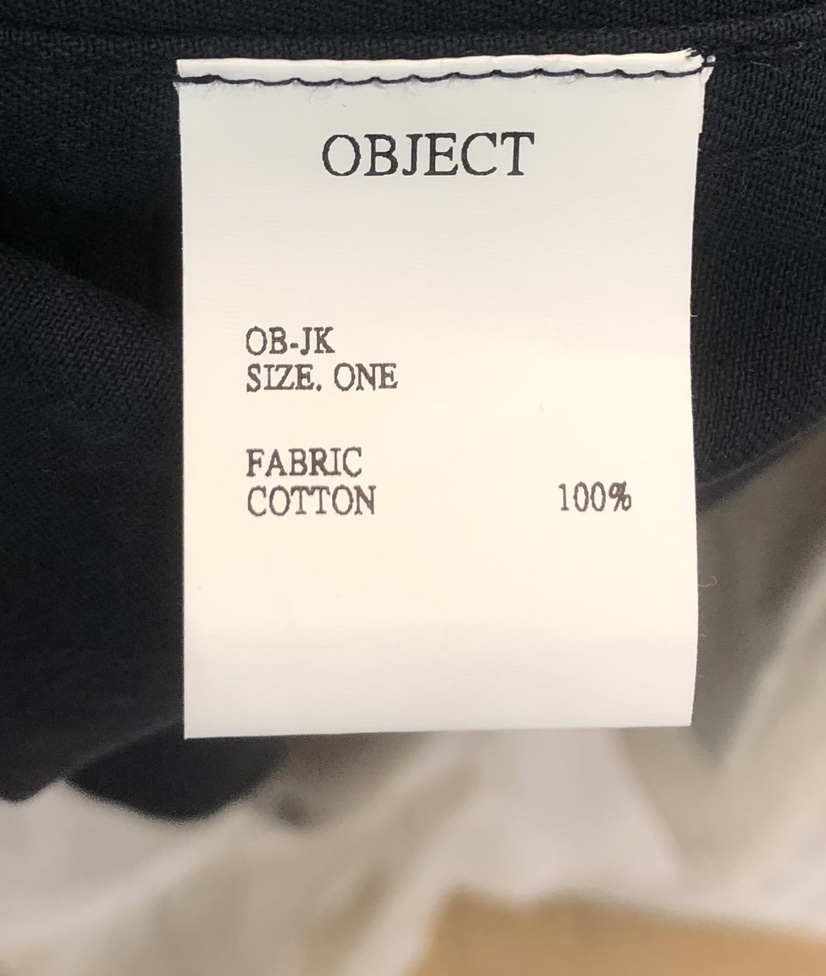 OBJECT
OB-JK
SIZE. ONE
FABRIC
COTTON 100%